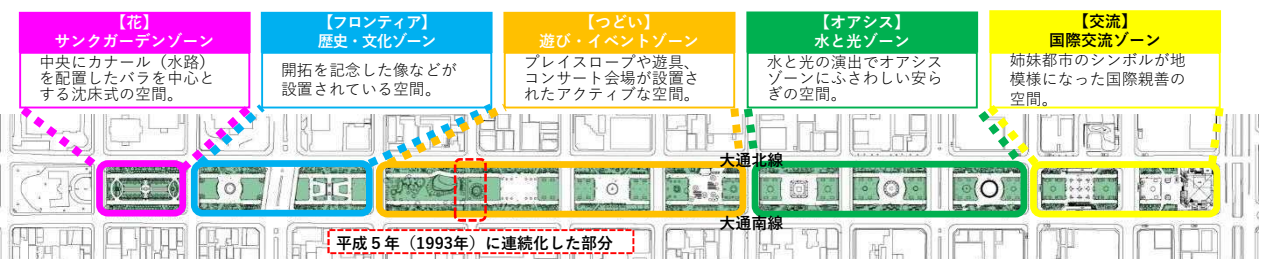 【花】
サンクガーデンゾーン
中央にカナール（水路）
を配置したバラを中心と
する沈床式の空間。
【フロンティア】
歴史・文化ゾーン
開拓を記念した像などが
設置されている空間。
【つどい】
遊び・イベントゾーン
プレイスロープや遊具、
コンサート会場が設置さ
れたアクティブな空間。
【オアシス】
水と光ゾーン
水と光の演出でオアシス
ゾーンにふさわしい安ら
ぎの空間。
【交流】
国際交流ゾーン
姉妹都市のシンボルが地
模様になった国際親善の
空間。
大通北線
大通南線
平成５年（1993年）に連続化した部分